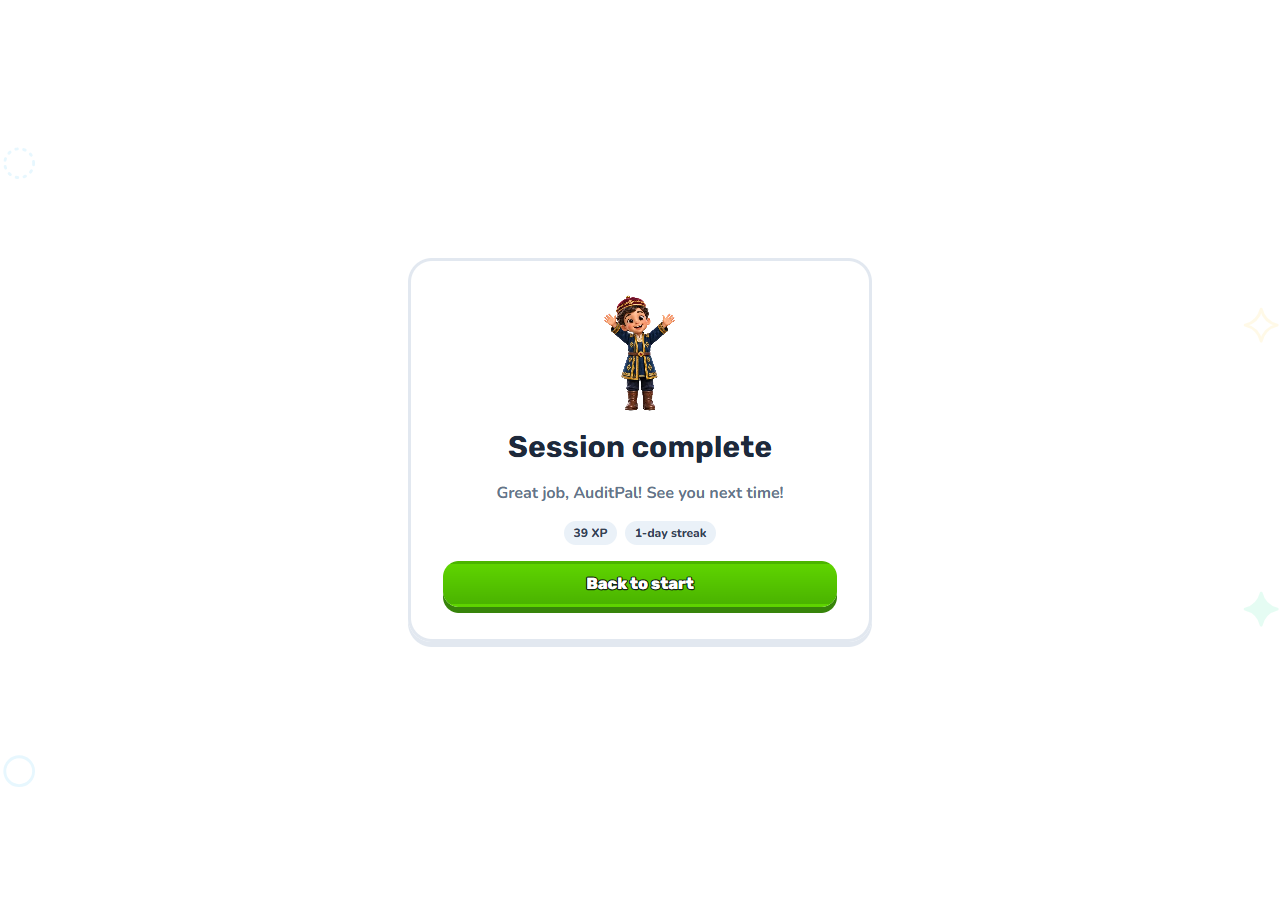 Session complete
Great job, AuditPal! See you next time!
39 XP
1-day streak
Back to start